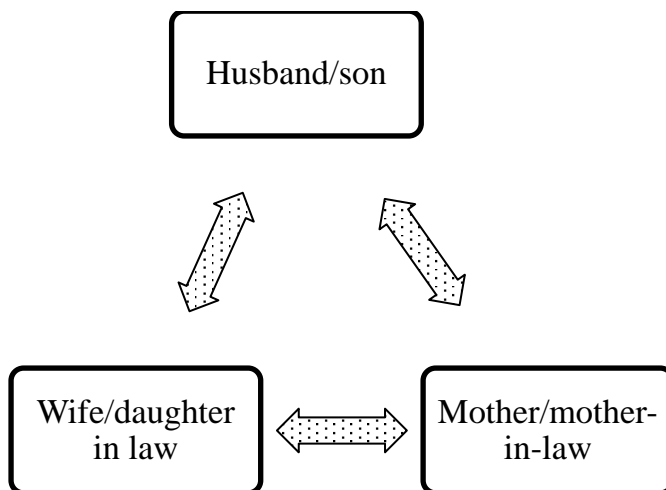 Husband/son
Wife/daughter
in law
Mother/mother-
in-law